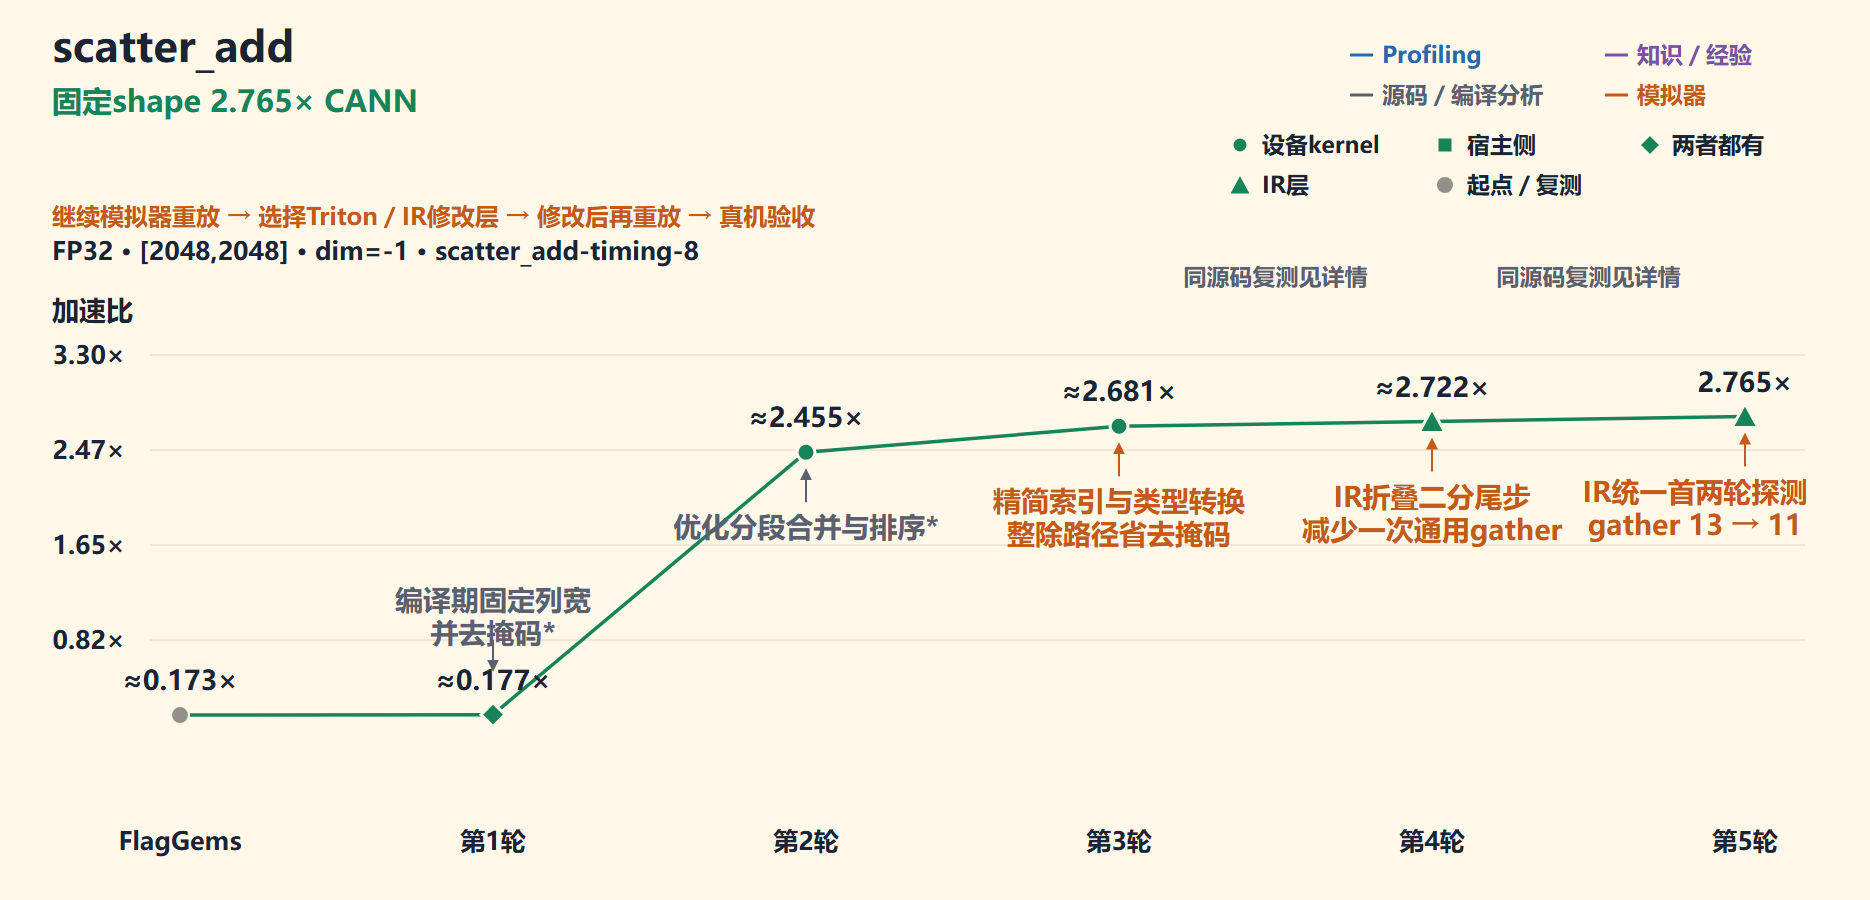 scatter_add
固定shape 2.765× CANN
Profiling
知识 / 经验
源码 / 编译分析
模拟器
设备kernel
宿主侧
两者都有
IR层
起点 / 复测
继续模拟器重放 → 选择Triton / IR修改层 → 修改后再重放 → 真机验收
FP32 • [2048,2048] • dim=-1 • scatter_add-timing-8
同源码复测见详情
同源码复测见详情
加速比
3.30×
2.47×
1.65×
0.82×
≈0.173×
≈0.177×
≈2.455×
≈2.681×
≈2.722×
2.765×
编译期固定列宽
并去掩码*
优化分段合并与排序*
精简索引与类型转换
整除路径省去掩码
IR折叠二分尾步
减少一次通用gather
IR统一首两轮探测
gather 13 → 11
FlagGems
第1轮
第2轮
第3轮
第4轮
第5轮